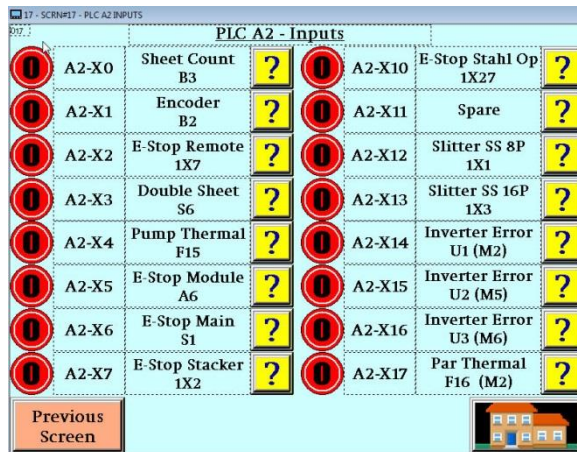 17 - SCRN#17 - PLC A2 INPUTS
017
PLC A2 - Inputs
0 A2-X0 Sheet Count
B3 ?
0 A2-X1 Encoder
B2 ?
0 A2-X2 E-Stop Remote
1X7 ?
0 A2-X3 Double Sheet
S6 ?
0 A2-X4 Pump Thermal
F15 ?
0 A2-X5 E-Stop Module
A6 ?
0 A2-X6 E-Stop Main
S1 ?
0 A2-X7 E-Stop Stacker
1X2 ?
0 A2-X10 E-Stop Stahl Op
1X27 ?
0 A2-X11 Spare ?
0 A2-X12 Slitter SS 8P
1X1 ?
0 A2-X13 Slitter SS 16P
1X3 ?
0 A2-X14 Inverter Error
U1 (M2) ?
0 A2-X15 Inverter Error
U2 (M5) ?
0 A2-X16 Inverter Error
U3 (M6) ?
0 A2-X17 Par Thermal
F16 (M2) ?
Previous
Screen